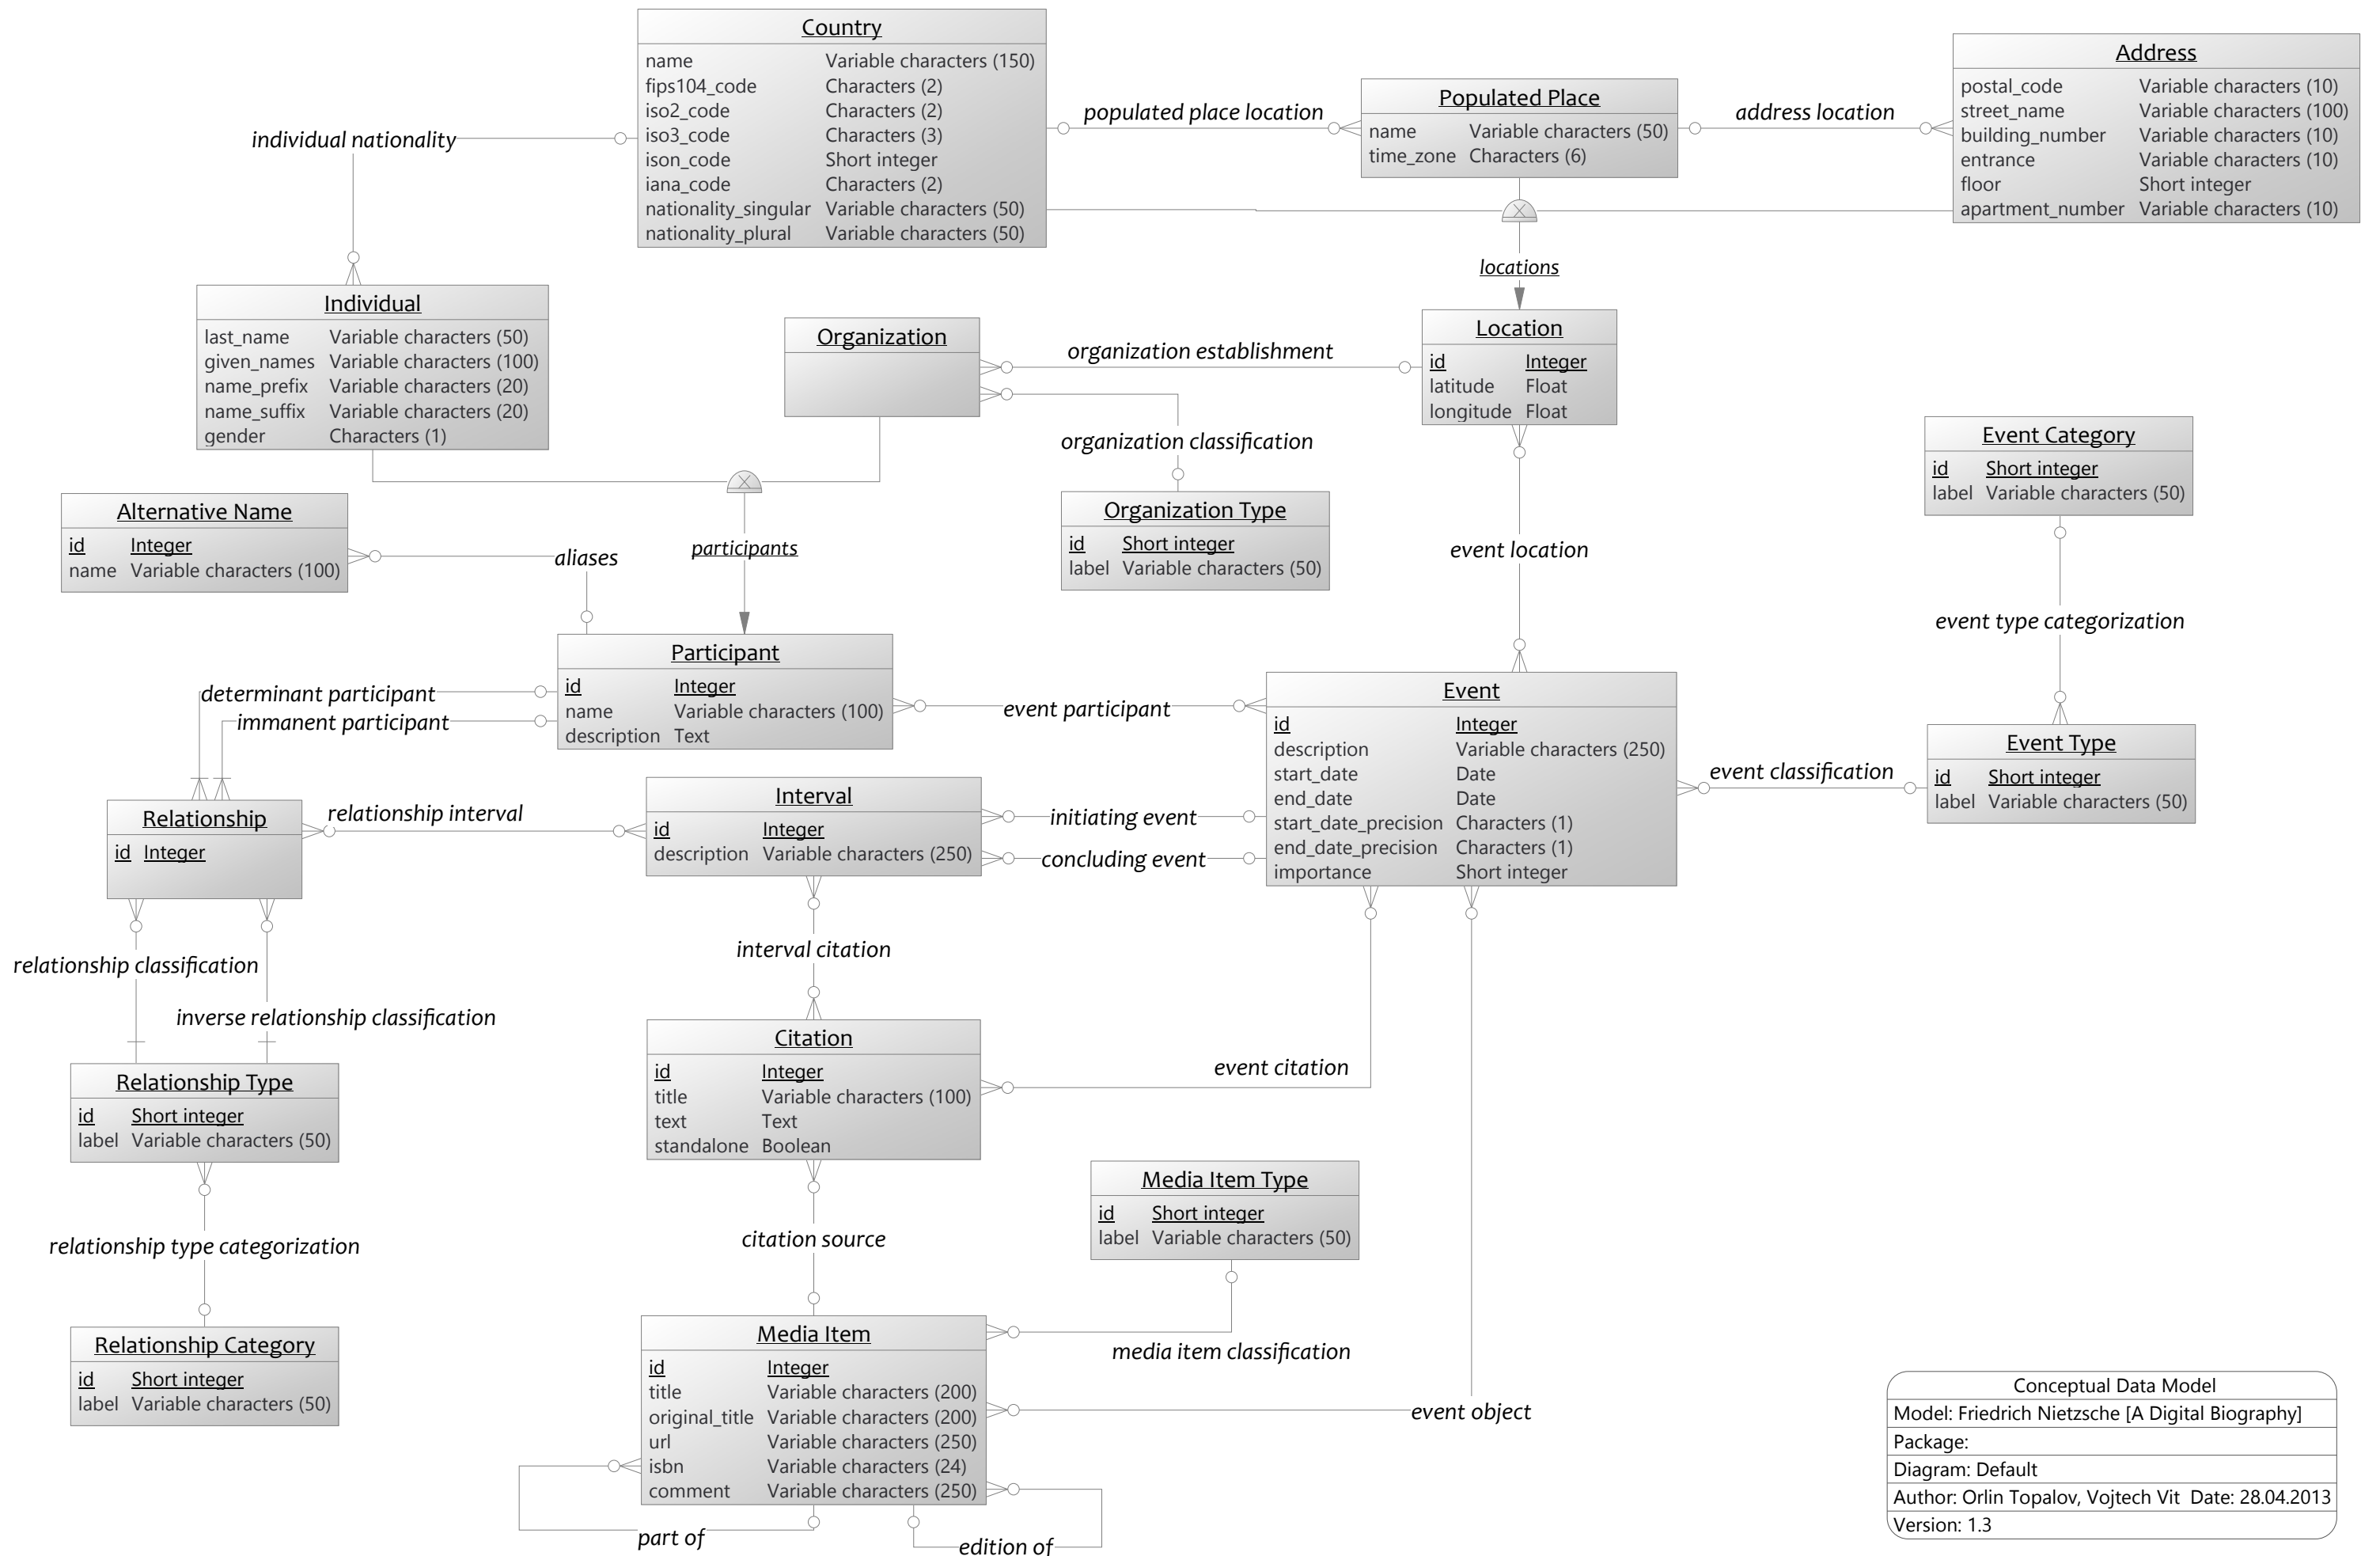 Country
name Variable characters (150)
fips104_code Characters (2)
iso2_code Characters (2)
iso3_code Characters (3)
ison_code Short integer
iana_code Characters (2)
nationality_singular Variable characters (50)
nationality_plural Variable characters (50)
populated place location
Populated Place
name Variable characters (50)
time_zone Characters (6)
address location
Address
postal_code Variable characters (10)
street_name Variable characters (100)
building_number Variable characters (10)
entrance Variable characters (10)
floor Short integer
apartment_number Variable characters (10)
individual nationality
locations
Individual
last_name Variable characters (50)
given_names Variable characters (100)
name_prefix Variable characters (20)
name_suffix Variable characters (20)
gender Characters (1)
Organization
organization establishment
Location
id Integer
latitude Float
longitude Float
organization classification
Organization Type
id Short integer
label Variable characters (50)
Event Category
id Short integer
label Variable characters (50)
Alternative Name
id Integer
name Variable characters (100)
aliases
participants
event location
event type categorization
Participant
id Integer
name Variable characters (100)
description Text
determinant participant
immanent participant
event participant
Event
id Integer
description Variable characters (250)
start_date Date
end_date Date
start_date_precision Characters (1)
end_date_precision Characters (1)
importance Short integer
event classification
Event Type
id Short integer
label Variable characters (50)
Relationship
id Integer
relationship interval
Interval
id Integer
description Variable characters (250)
initiating event
concluding event
relationship classification
inverse relationship classification
interval citation
Citation
id Integer
title Variable characters (100)
text Text
standalone Boolean
event citation
Relationship Type
id Short integer
label Variable characters (50)
relationship type categorization
citation source
Media Item Type
id Short integer
label Variable characters (50)
media item classification
Relationship Category
id Short integer
label Variable characters (50)
Media Item
id Integer
title Variable characters (200)
original_title Variable characters (200)
url Variable characters (250)
isbn Variable characters (24)
comment Variable characters (250)
event object
part of
edition of
Conceptual Data Model
Model: Friedrich Nietzsche [A Digital Biography]
Package:
Diagram: Default
Author: Orlin Topalov, Vojtech Vit Date: 28.04.2013
Version: 1.3